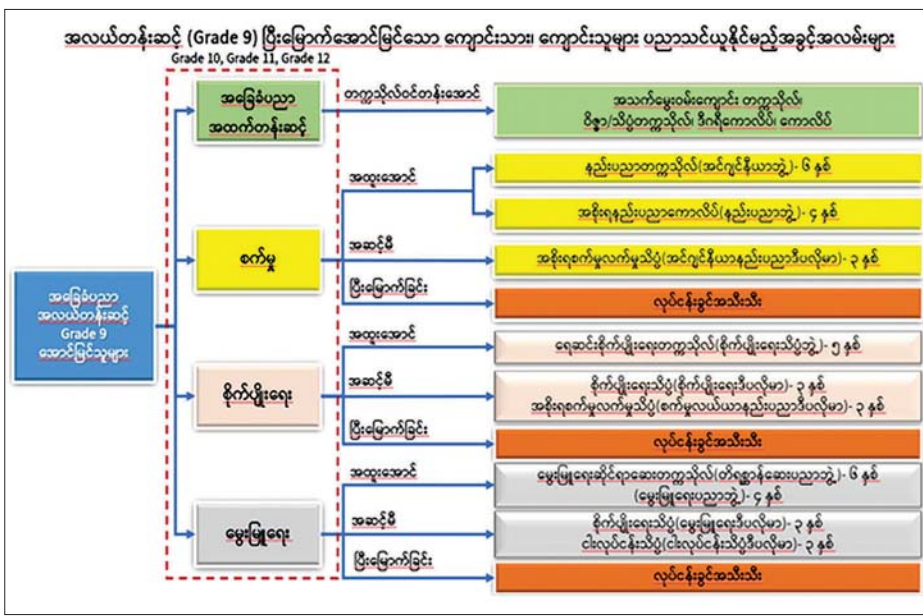 အလယ်တန်းဆင့် (Grade 9) ပြီးမြောက်အောင်မြင်သော ကျောင်းသား၊ ကျောင်းသူများ ပညာသင်ယူနိုင်မည့်အခွင့်အလမ်းများ
Grade 10, Grade 11, Grade 12
အခြေခံပညာ
အလယ်တန်းဆင့်
Grade 9
အောင်မြင်သူများ
အခြေခံပညာ
အထက်တန်းဆင့်
တက္ကသိုလ်ဝင်တန်းအောင်
အသက်မွေးဝမ်းကျောင်း တက္ကသိုလ်၊
ဝိဇ္ဇာ/သိပ္ပံတက္ကသိုလ်၊ ဒီဂရီကောလိပ်၊ ကောလိပ်
စက်မှု
အထူးအောင်
နည်းပညာတက္ကသိုလ်(အင်ဂျင်နီယာဘွဲ့)- ၆ နှစ်
အစိုးရနည်းပညာကောလိပ်(နည်းပညာဘွဲ့)- ၄ နှစ်
အဆင့်မီ
အစိုးရစက်မှုလက်မှုသိပ္ပံ(အင်ဂျင်နီယာနည်းပညာဒီပလိုမာ)- ၃ နှစ်
ပြီးမြောက်ခြင်း
လုပ်ငန်းခွင်အသီးသီး
စိုက်ပျိုးရေး
အထူးအောင်
ရေဆင်းစိုက်ပျိုးရေးတက္ကသိုလ်(စိုက်ပျိုးရေးသိပ္ပံဘွဲ့)- ၅ နှစ်
အဆင့်မီ
စိုက်ပျိုးရေးသိပ္ပံ(စိုက်ပျိုးရေးဒီပလိုမာ)- ၃ နှစ်
အစိုးရစက်မှုလက်မှုသိပ္ပံ(စက်မှုလယ်ယာနည်းပညာဒီပလိုမာ)- ၃ နှစ်
ပြီးမြောက်ခြင်း
လုပ်ငန်းခွင်အသီးသီး
မွေးမြူရေး
အထူးအောင်
မွေးမြူရေးဆိုင်ရာဆေးတက္ကသိုလ်(တိရစ္ဆာန်ဆေးပညာဘွဲ့)- ၆ နှစ်
(မွေးမြူရေးပညာဘွဲ့)- ၄ နှစ်
အဆင့်မီ
စိုက်ပျိုးရေးသိပ္ပံ(မွေးမြူရေးဒီပလိုမာ)- ၃ နှစ်
ငါးလုပ်ငန်းသိပ္ပံ(ငါးလုပ်ငန်းသိပ္ပံဒီပလိုမာ)- ၃ နှစ်
ပြီးမြောက်ခြင်း
လုပ်ငန်းခွင်အသီးသီး